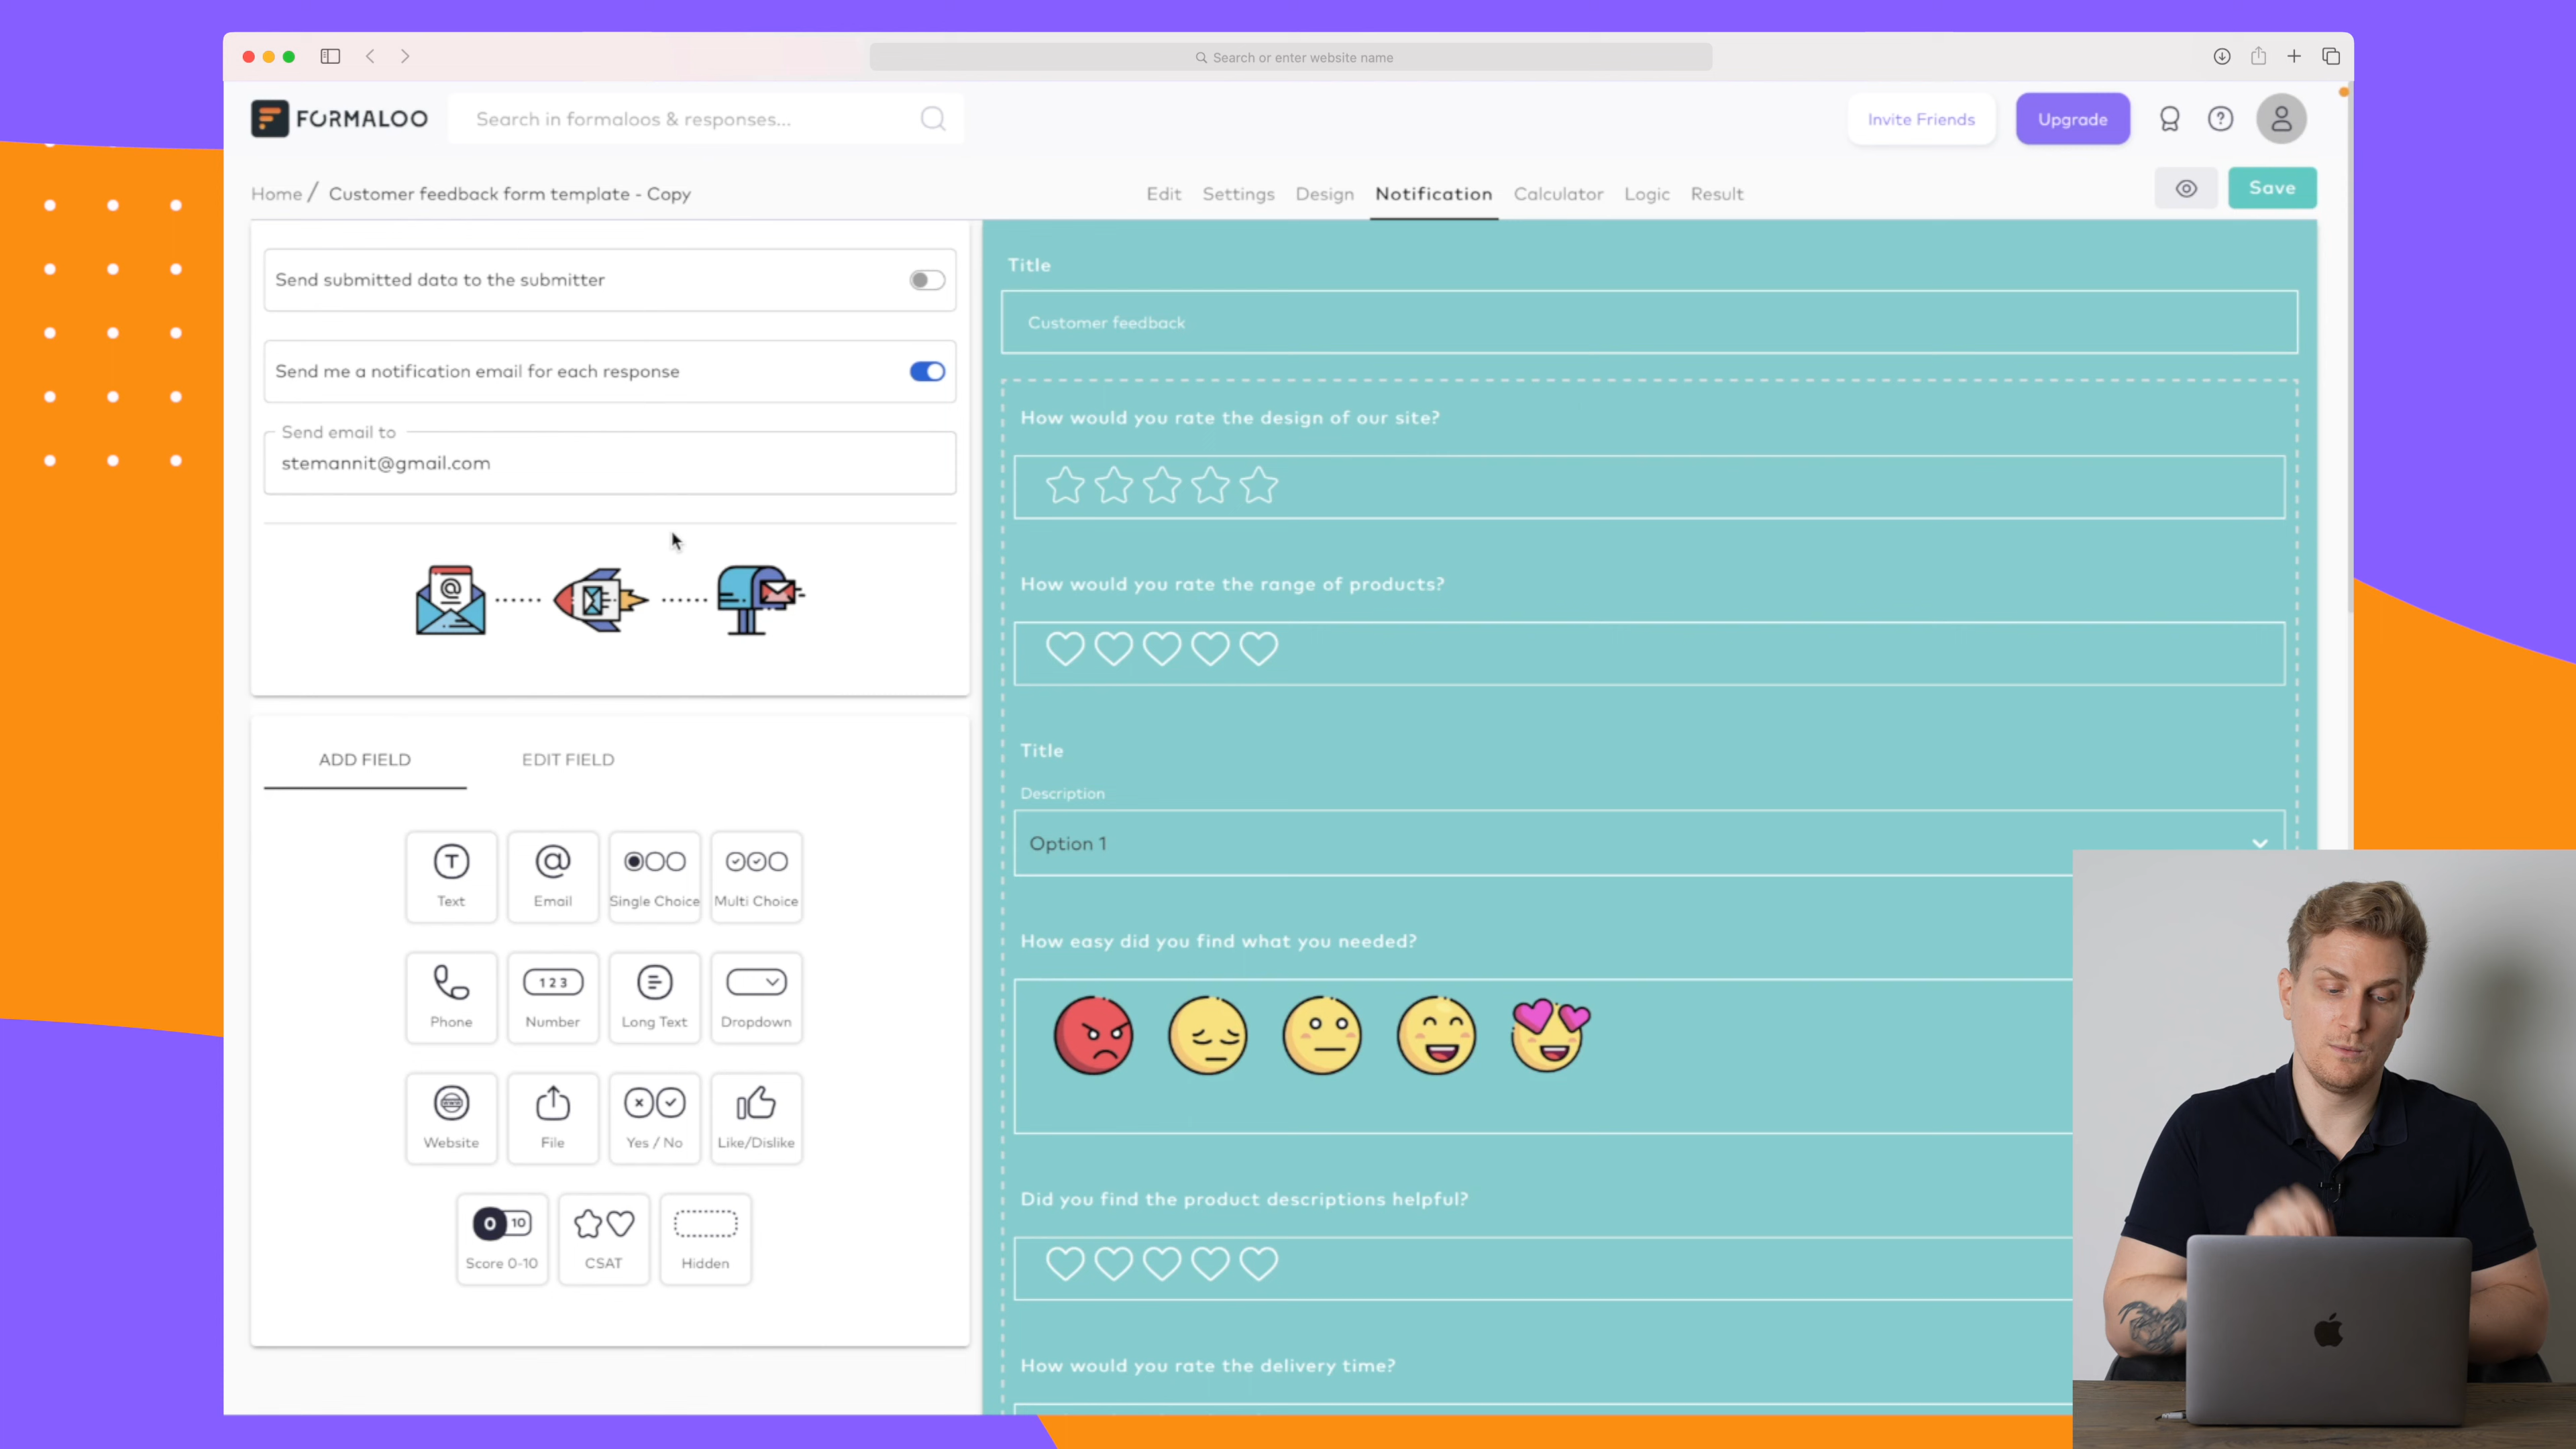 Search or enter website name
FORMALOO
Search in formaloos & responses...
Invite Friends
Upgrade
Home / Customer feedback form template - Copy
Edit
Settings
Design
Notification
Calculator
Logic
Result
Save
Send submitted data to the submitter
Send me a notification email for each response
Send email to
stemannit@gmail.com
ADD FIELD
EDIT FIELD
Text
Email
Single Choice
Multi Choice
Phone
1 2 3
Number
Long Text
Dropdown
Website
File
Yes / No
Like/Dislike
0 10
Score 0-10
CSAT
Hidden
Title
Customer feedback
How would you rate the design of our site?
How would you rate the range of products?
Title
Description
Option 1
How easy did you find what you needed?
Did you find the product descriptions helpful?
How would you rate the delivery time?